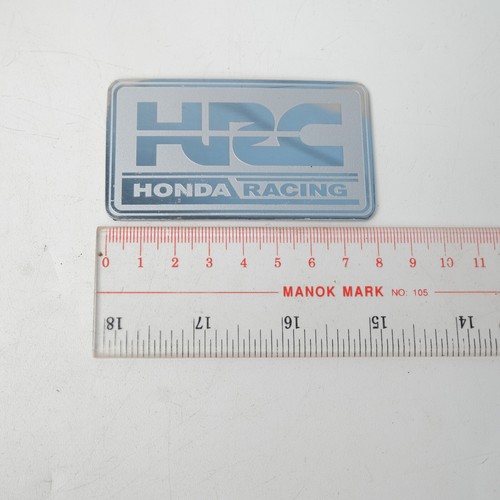 HRC
HONDA RACING
0 1 2 3 4 5 6 7 8 9 10 11
MANOK MARK NO: 105
18 17 16 15 14